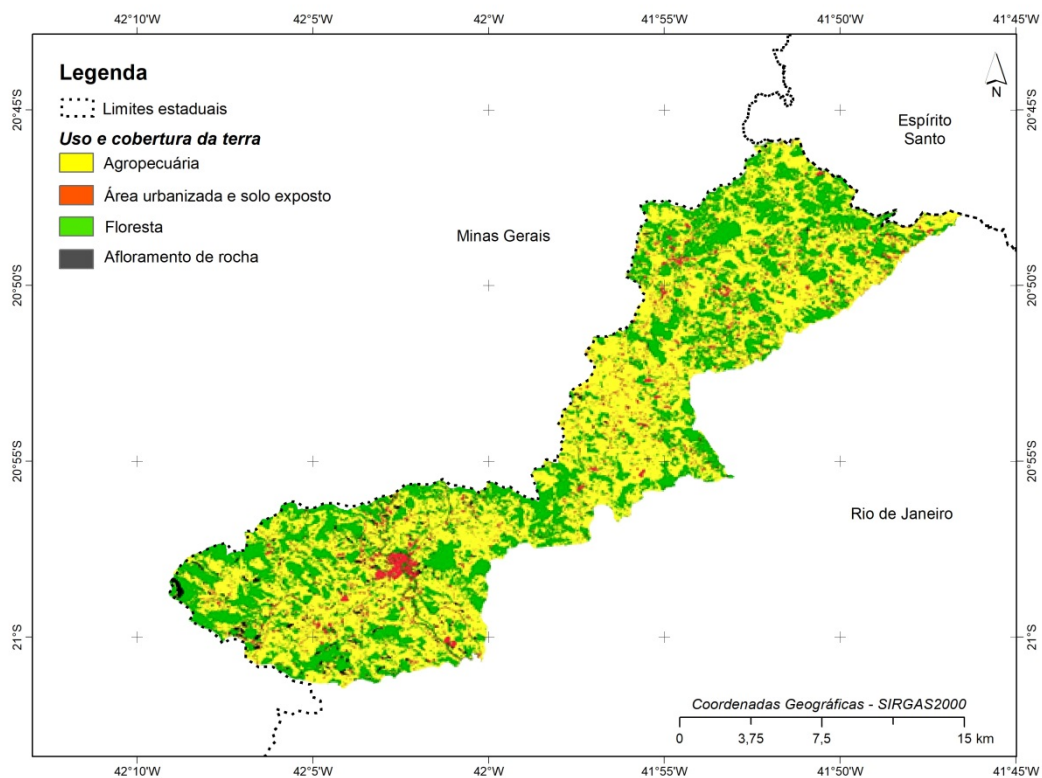 42°10'W 42°5'W 42°W 41°55'W 41°50'W 41°45'W
Legenda
Limites estaduais
Uso e cobertura da terra
Agropecuária
Área urbanizada e solo exposto
Floresta
Afloramento de rocha
N
Espírito
Santo
Minas Gerais
Rio de Janeiro
20°45'S 20°45'S
20°50'S 20°50'S
20°55'S 20°55'S
21°S 21°S
Coordenadas Geográficas - SIRGAS2000
0 3,75 7,5 15 km
42°10'W 42°5'W 42°W 41°55'W 41°50'W 41°45'W